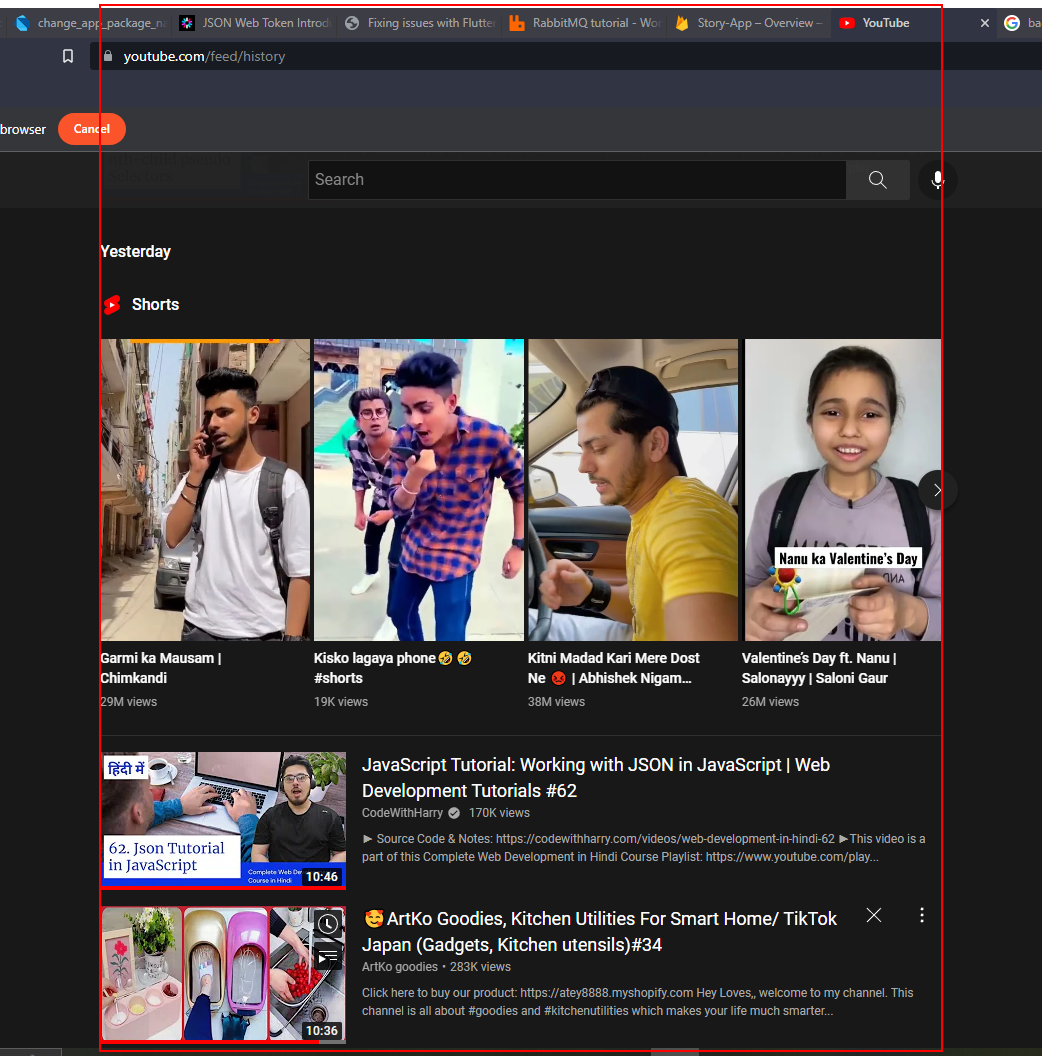 change_app_package_n
JSON Web Token Introd
Fixing issues with Flutter
RabbitMQ tutorial - Wor
Story-App – Overview –
YouTube
ba
youtube.com/feed/history
browser
Cancel
Search
Yesterday
Shorts
Nanu ka Valentine's Day
Garmi ka Mausam |
Chimkandi
29M views
Kisko lagaya phone🤣 🤣
#shorts
19K views
Kitni Madad Kari Mere Dost
Ne 😡 | Abhishek Nigam...
38M views
Valentine's Day ft. Nanu |
Salonayyy | Saloni Gaur
26M views
हिंदी में
62. Json Tutorial
in JavaScript
Complete Web De
Course in Hindi
10:46
JavaScript Tutorial: Working with JSON in JavaScript | Web
Development Tutorials #62
CodeWithHarry 170K views
► Source Code & Notes: https://codewithharry.com/videos/web-development-in-hindi-62 ►This video is a
part of this Complete Web Development in Hindi Course Playlist: https://www.youtube.com/play...
10:36
🥰ArtKo Goodies, Kitchen Utilities For Smart Home/ TikTok
Japan (Gadgets, Kitchen utensils)#34
ArtKo goodies • 283K views
Click here to buy our product: https://atey8888.myshopify.com Hey Loves,, welcome to my channel. This
channel is all about #goodies and #kitchenutilities which makes your life much smarter...